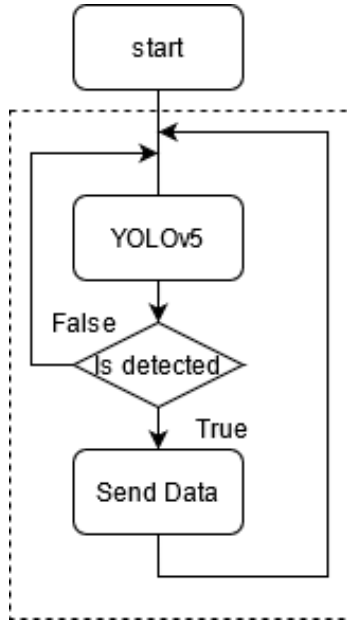 start
YOLOv5
False
Is detected
True
Send Data